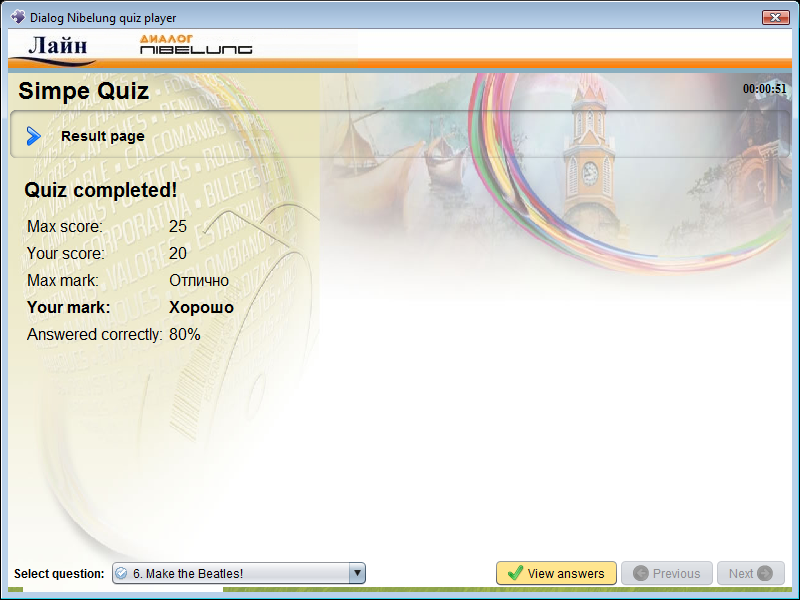 Dialog Nibelung quiz player
Лайн
ДИАЛОГ
NIBELUNG
Simpe Quiz
00:00:51
Result page
Quiz completed!
Max score: 25
Your score: 20
Max mark: Отлично
Your mark: Хорошо
Answered correctly: 80%
Select question: 6. Make the Beatles!
View answers
Previous
Next